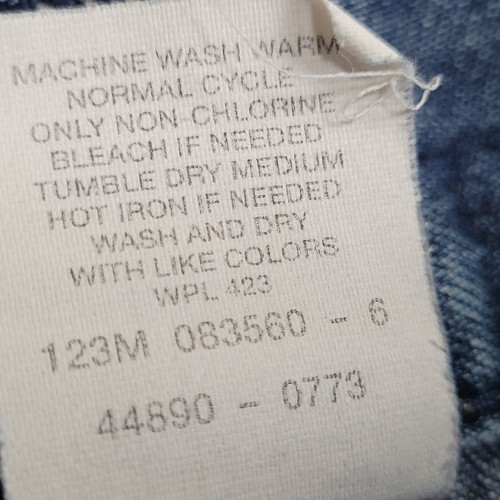 MACHINE WASH WARM
NORMAL CYCLE
ONLY NON-CHLORINE
BLEACH IF NEEDED
TUMBLE DRY MEDIUM
HOT IRON IF NEEDED
WASH AND DRY
WITH LIKE COLORS
WPL 423
123M 083560 - 6
44890 - 0773